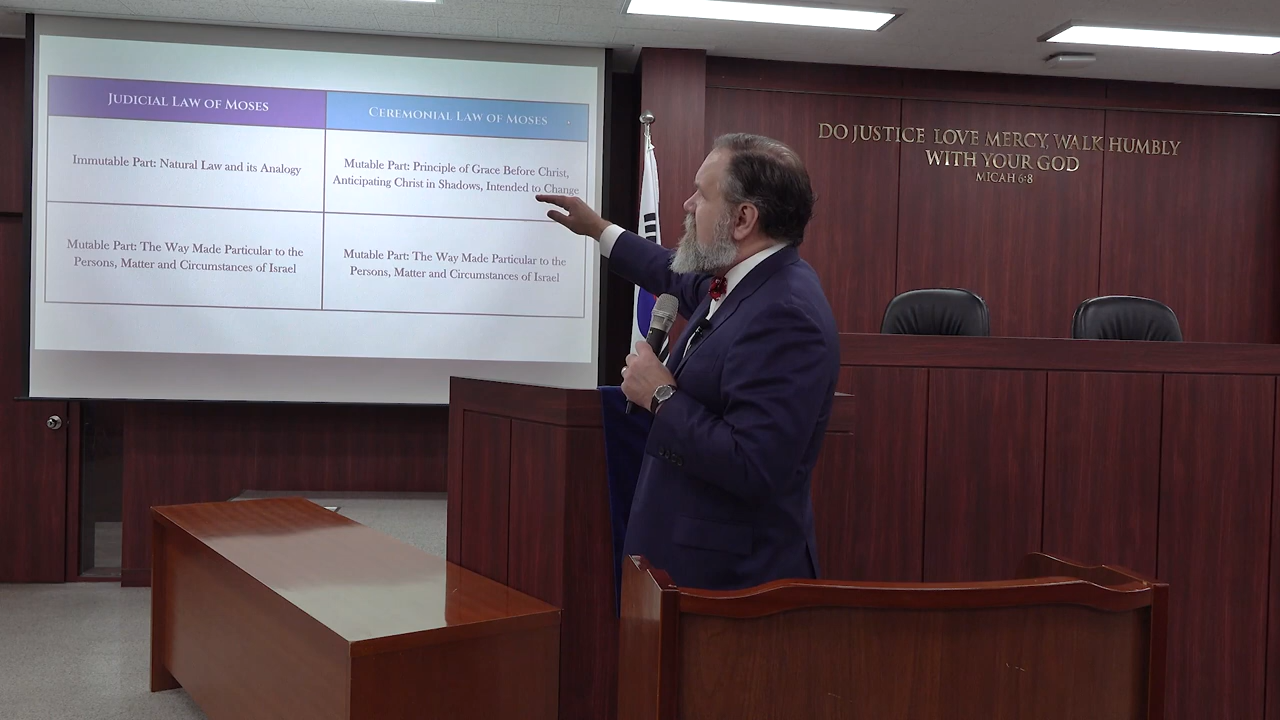 JUDICIAL LAW OF MOSES
CEREMONIAL LAW OF MOSES
Immutable Part: Natural Law and its Analogy
Mutable Part: Principle of Grace Before Christ,
Anticipating Christ in Shadows, Intended to Change
Mutable Part: The Way Made Particular to the
Persons, Matter and Circumstances of Israel
Mutable Part: The Way Made Particular to the
Persons, Matter and Circumstances of Israel
DO JUSTICE LOVE MERCY, WALK HUMBLY
WITH YOUR GOD
MICAH 6:8